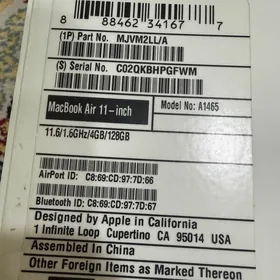 8 88462 34167 7
(1P) Part No. MJVM2LL/A
(S) Serial No. C02QKBHPGFWM
MacBook Air 11-inch
Model No: A1465
11.6/1.6GHz/4GB/128GB
AirPort ID: C8:69:CD:97:7D:66
Bluetooth ID: C8:69:CD:97:7D:67
Designed by Apple in California
1 Infinite Loop Cupertino CA 95014 USA
Assembled In China
Other Foreign Items as Marked Thereon